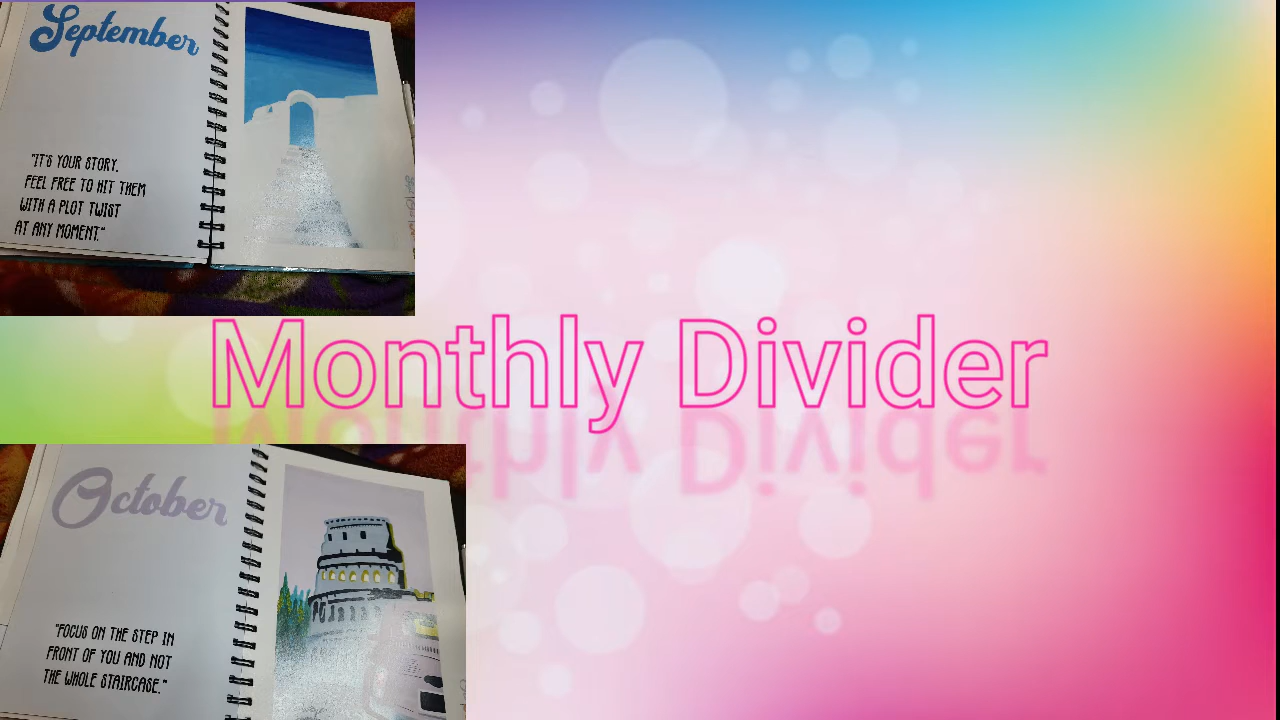 September
"IT'S YOUR STORY.
FEEL FREE TO HIT THEM
WITH A PLOT TWIST
AT ANY MOMENT."
Monthly Divider
October
"FOCUS ON THE STEP IN
FRONT OF YOU AND NOT
THE WHOLE STAIRCASE."